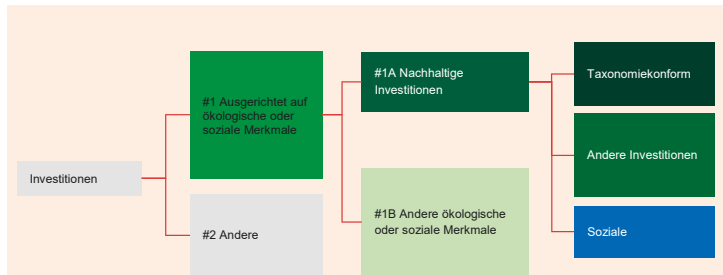 Investitionen
#1 Ausgerichtet auf
ökologische oder
soziale Merkmale
#2 Andere
#1A Nachhaltige
Investitionen
#1B Andere ökologische
oder soziale Merkmale
Taxonomiekonform
Andere Investitionen
Soziale